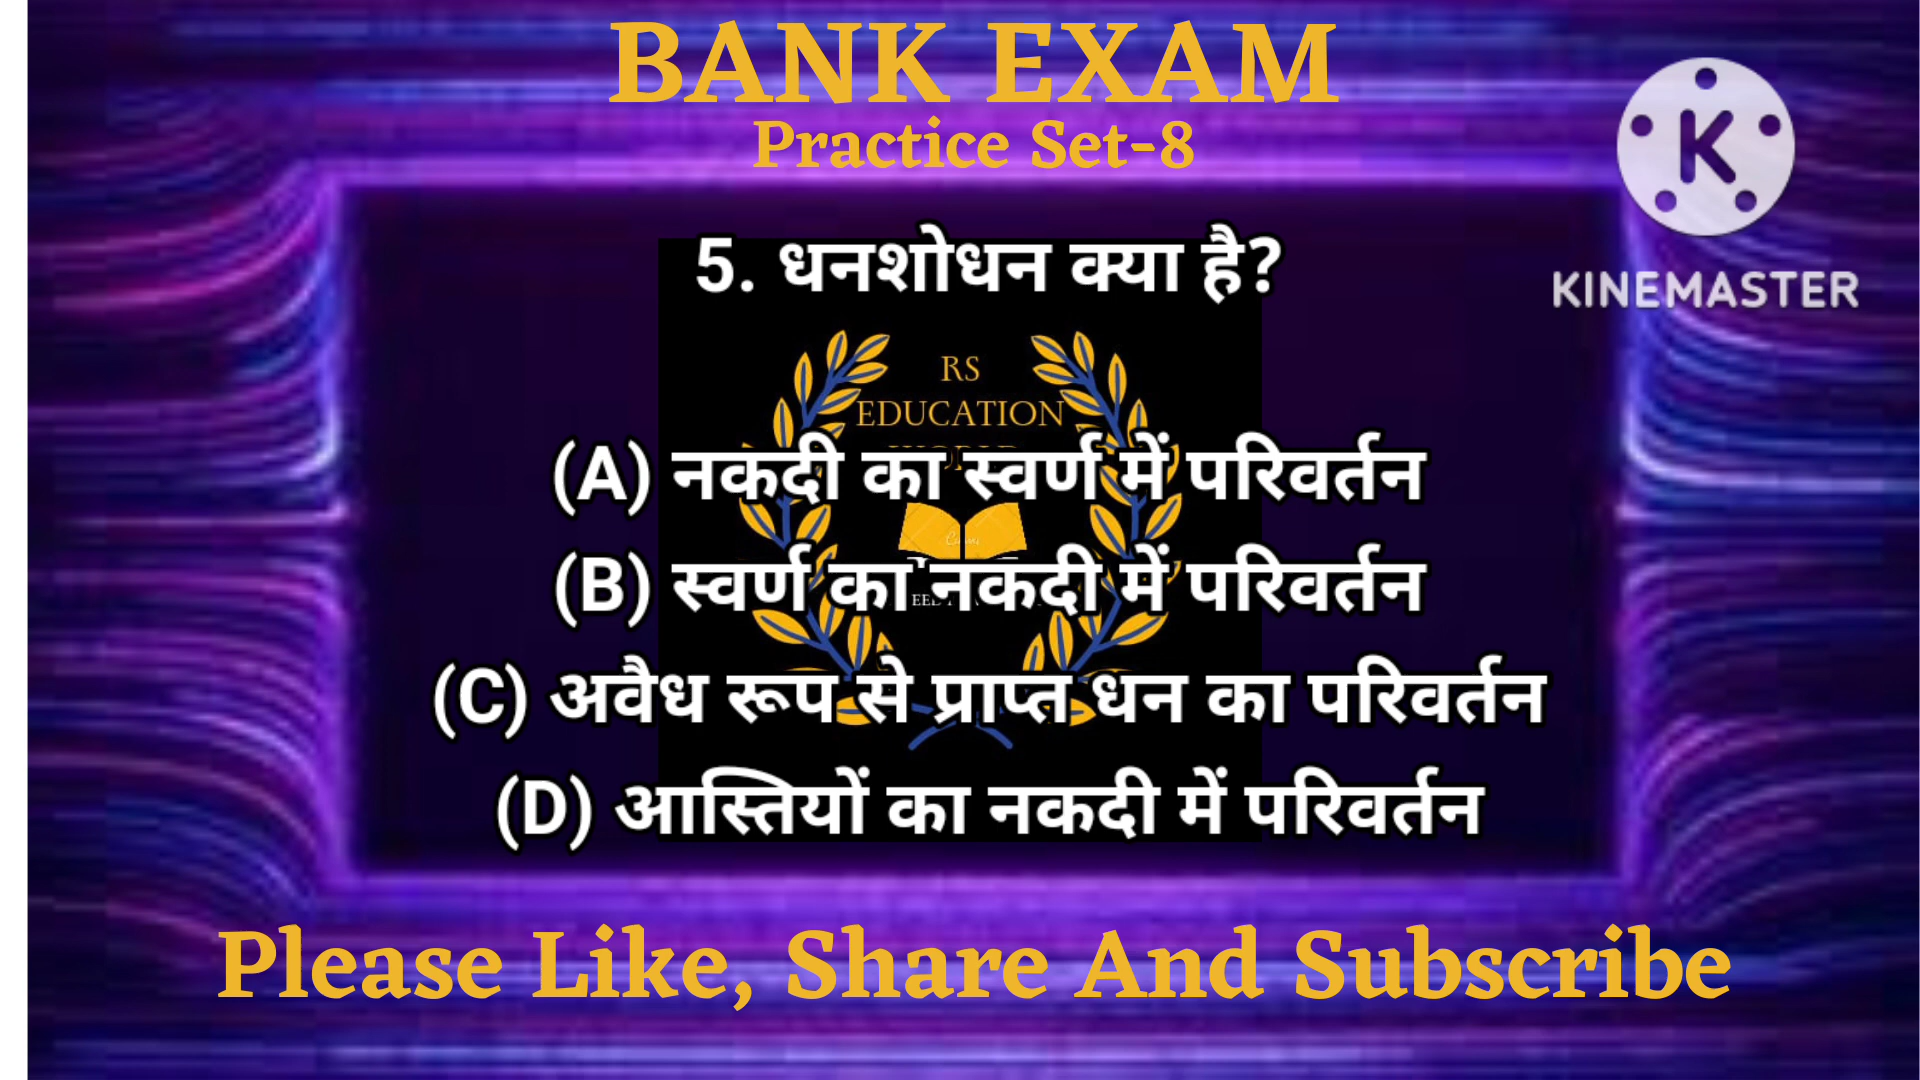 BANK EXAM
Practice Set-8
K
KINEMASTER
5. धनशोधन क्या है?
RS
EDUCATION
(A) नकदी का स्वर्ण में परिवर्तन
(B) स्वर्ण का नकदी में परिवर्तन
(C) अवैध रूप से प्राप्त धन का परिवर्तन
(D) आस्तियों का नकदी में परिवर्तन
Please Like, Share And Subscribe